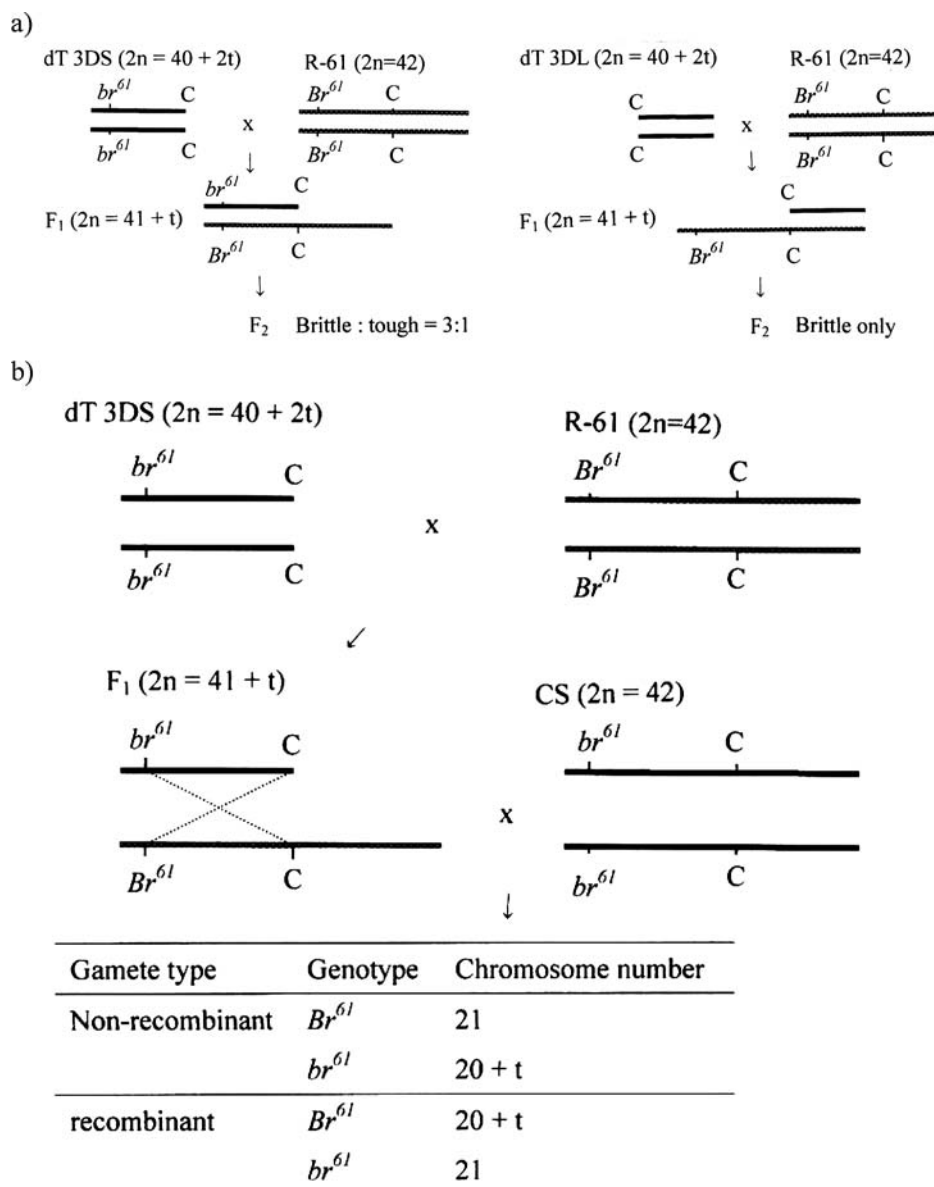 a)
dT 3DS (2n = 40 + 2t) R-61 (2n=42) dT 3DL (2n = 40 + 2t) R-61 (2n=42)
br61 C Br61 C C Br61 C
x x
br61 C Br61 C C Br61 C
↓ ↓
br61 C C
F1 (2n = 41 + t) F1 (2n = 41 + t)
Br61 C Br61 C
↓ ↓
F2 Brittle : tough = 3:1 F2 Brittle only
b)
dT 3DS (2n = 40 + 2t) R-61 (2n=42)
br61 C Br61 C
x
br61 C Br61 C
↙
F1 (2n = 41 + t) CS (2n = 42)
br61 C br61 C
x
Br61 C br61 C
↓
Gamete type Genotype Chromosome number
Non-recombinant Br61 21
br61 20 + t
recombinant Br61 20 + t
br61 21